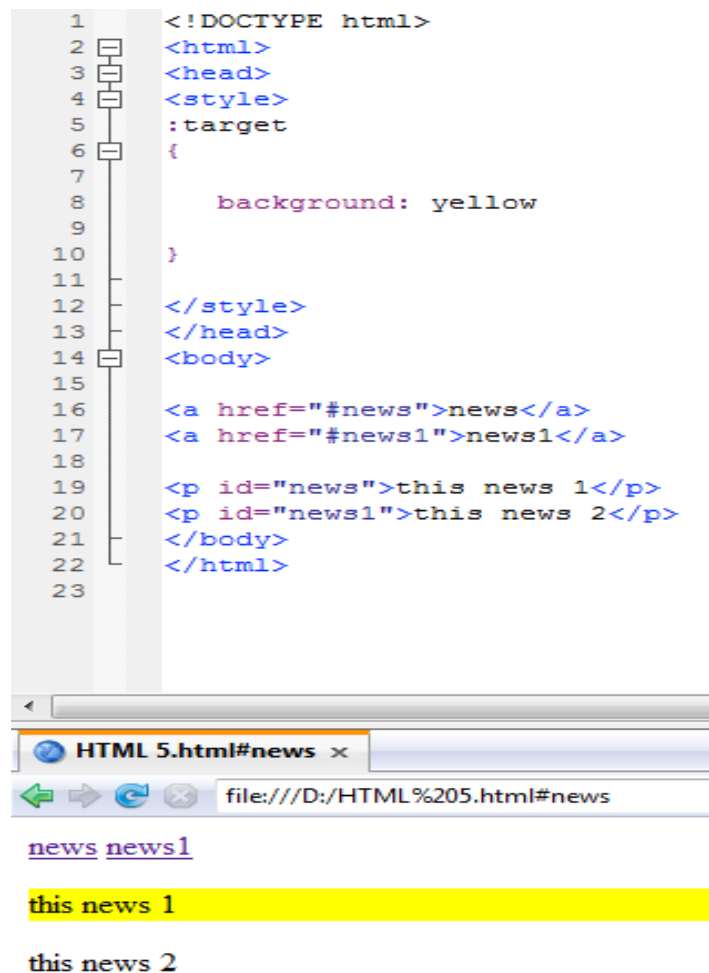 1 <!DOCTYPE html>
2 <html>
3 <head>
4 <style>
5 :target
6 {
7
8 background: yellow
9
10 }
11
12 </style>
13 </head>
14 <body>
15
16 <a href="#news">news</a>
17 <a href="#news1">news1</a>
18
19 <p id="news">this news 1</p>
20 <p id="news1">this news 2</p>
21 </body>
22 </html>
23
HTML 5.html#news ×
file:///D:/HTML%205.html#news
news news1
this news 1
this news 2